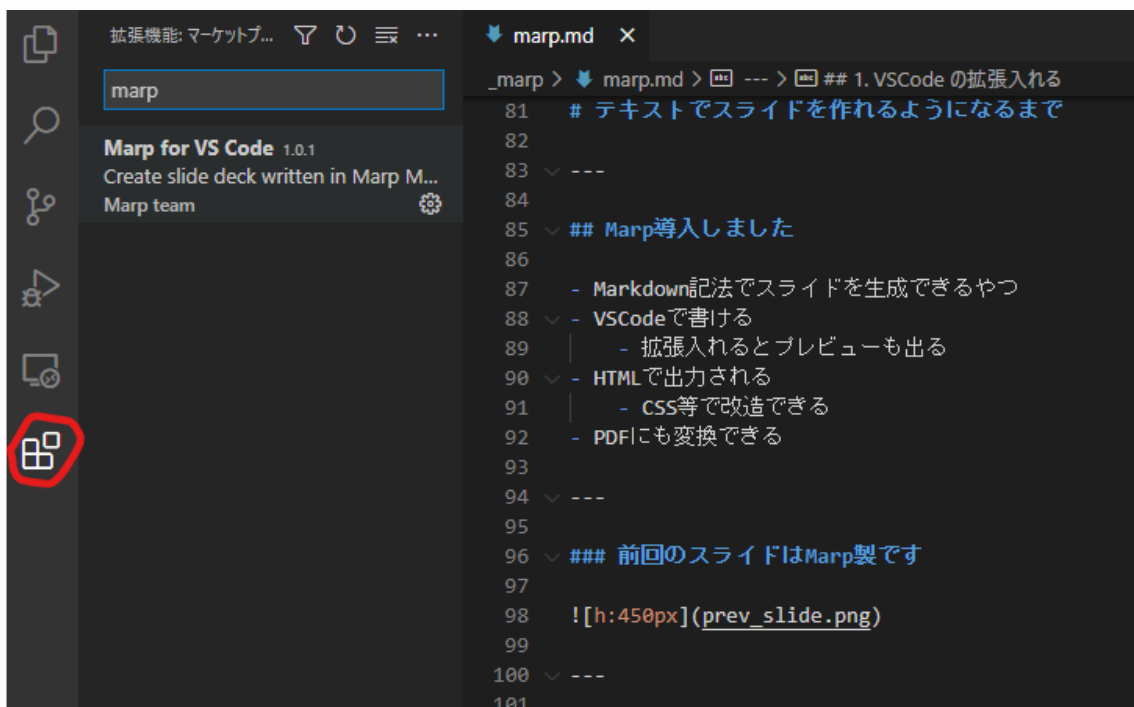 拡張機能: マーケットプ...
marp
Marp for VS Code 1.0.1
Create slide deck written in Marp M...
Marp team
marp.md
_marp > marp.md > --- > ## 1. VSCode の拡張入れる
81 # テキストでスライドを作れるようになるまで
82
83 ---
84
85 ## Marp導入しました
86
87 - Markdown記法でスライドを生成できるやつ
88 - VSCodeで書ける
89 - 拡張入れるとプレビューも出る
90 - HTMLで出力される
91 - CSS等で改造できる
92 - PDFにも変換できる
93
94 ---
95
96 ### 前回のスライドはMarp製です
97
98 ![h:450px](prev_slide.png)
99
100 ---
101